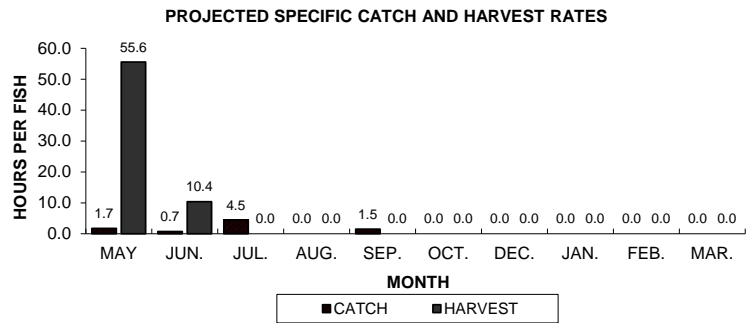 PROJECTED SPECIFIC CATCH AND HARVEST RATES
HOURS PER FISH
60.0
50.0
40.0
30.0
20.0
10.0
0.0
1.7 55.6 0.7 10.4 4.5 0.0 0.0 0.0 1.5 0.0 0.0 0.0 0.0 0.0 0.0 0.0 0.0 0.0 0.0 0.0
MAY JUN. JUL. AUG. SEP. OCT. DEC. JAN. FEB. MAR.
MONTH
CATCH HARVEST